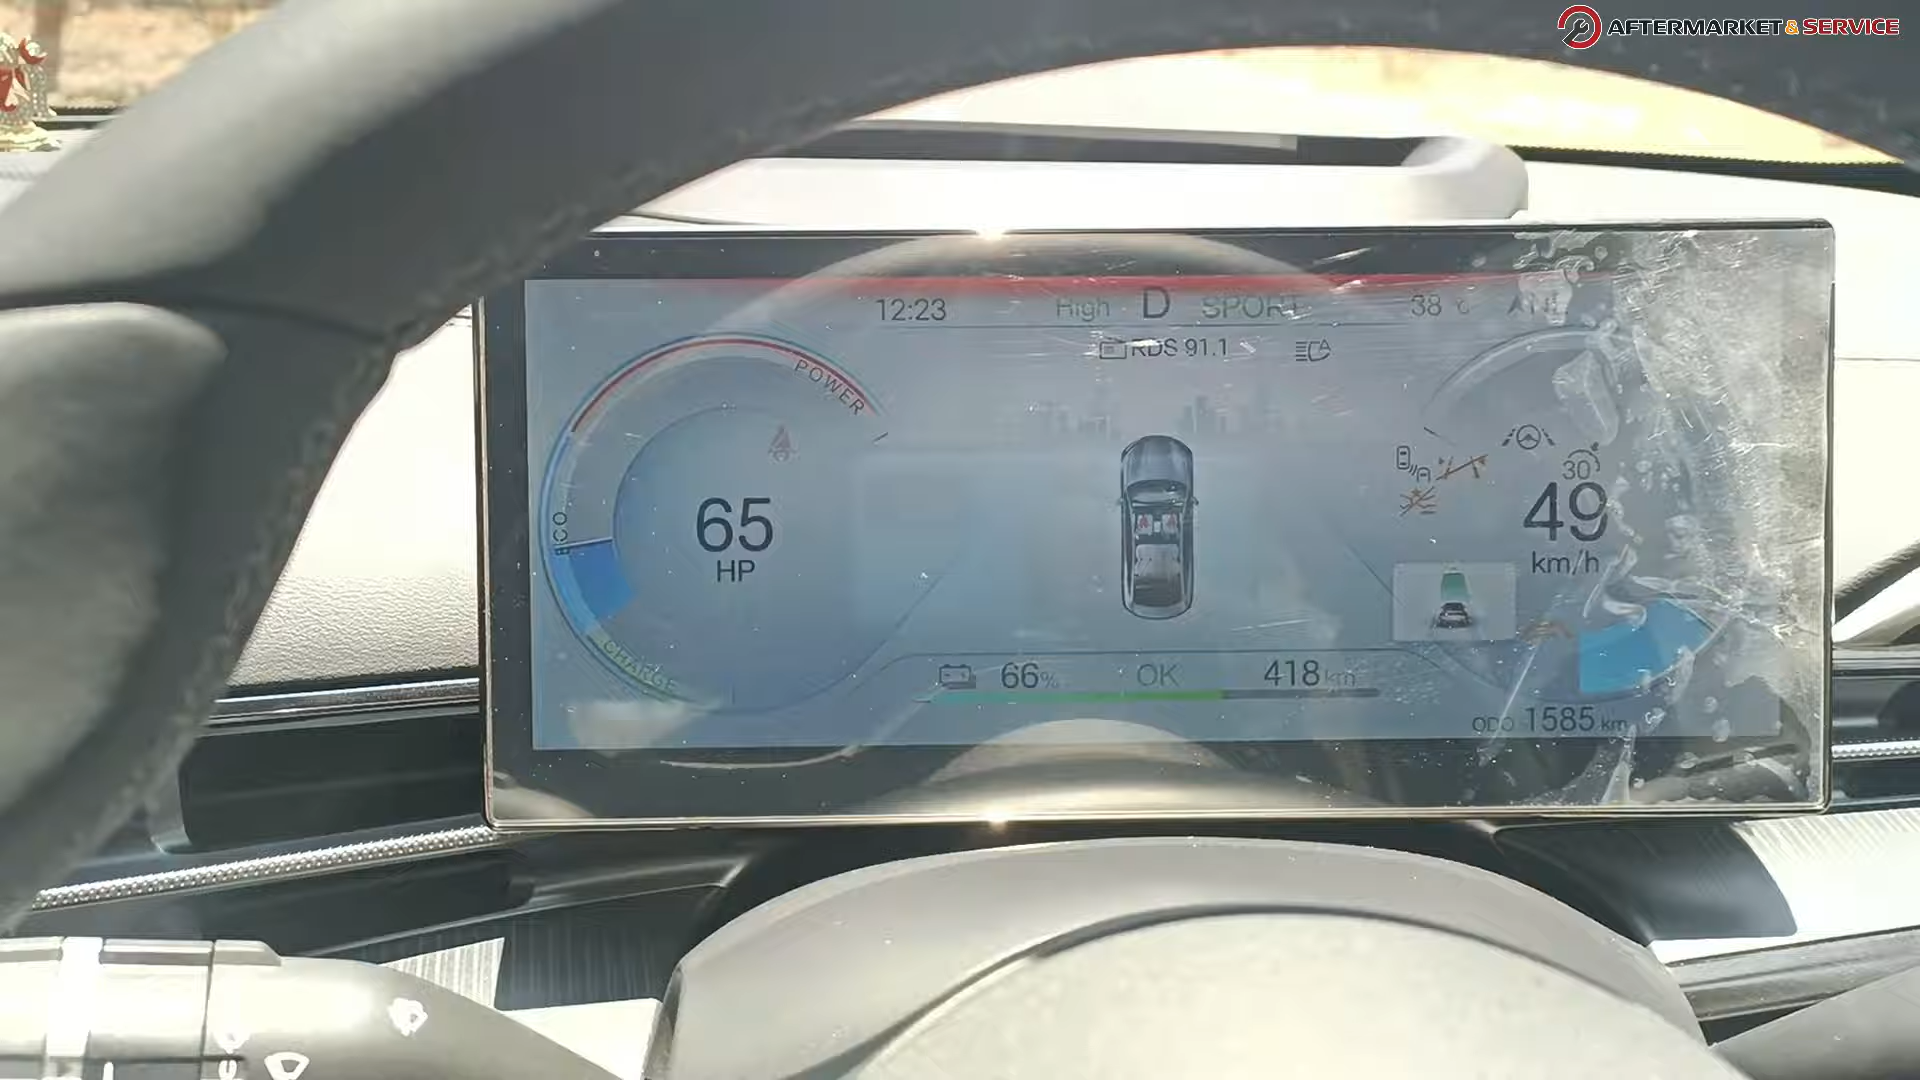 AFTERMARKET & SERVICE
12:23 High D SPORT 38 °C
RDS 91.1
POWER
30
ECO
65
HP
49
km/h
CHARGE
66% OK 418 km
ODO 1585 km